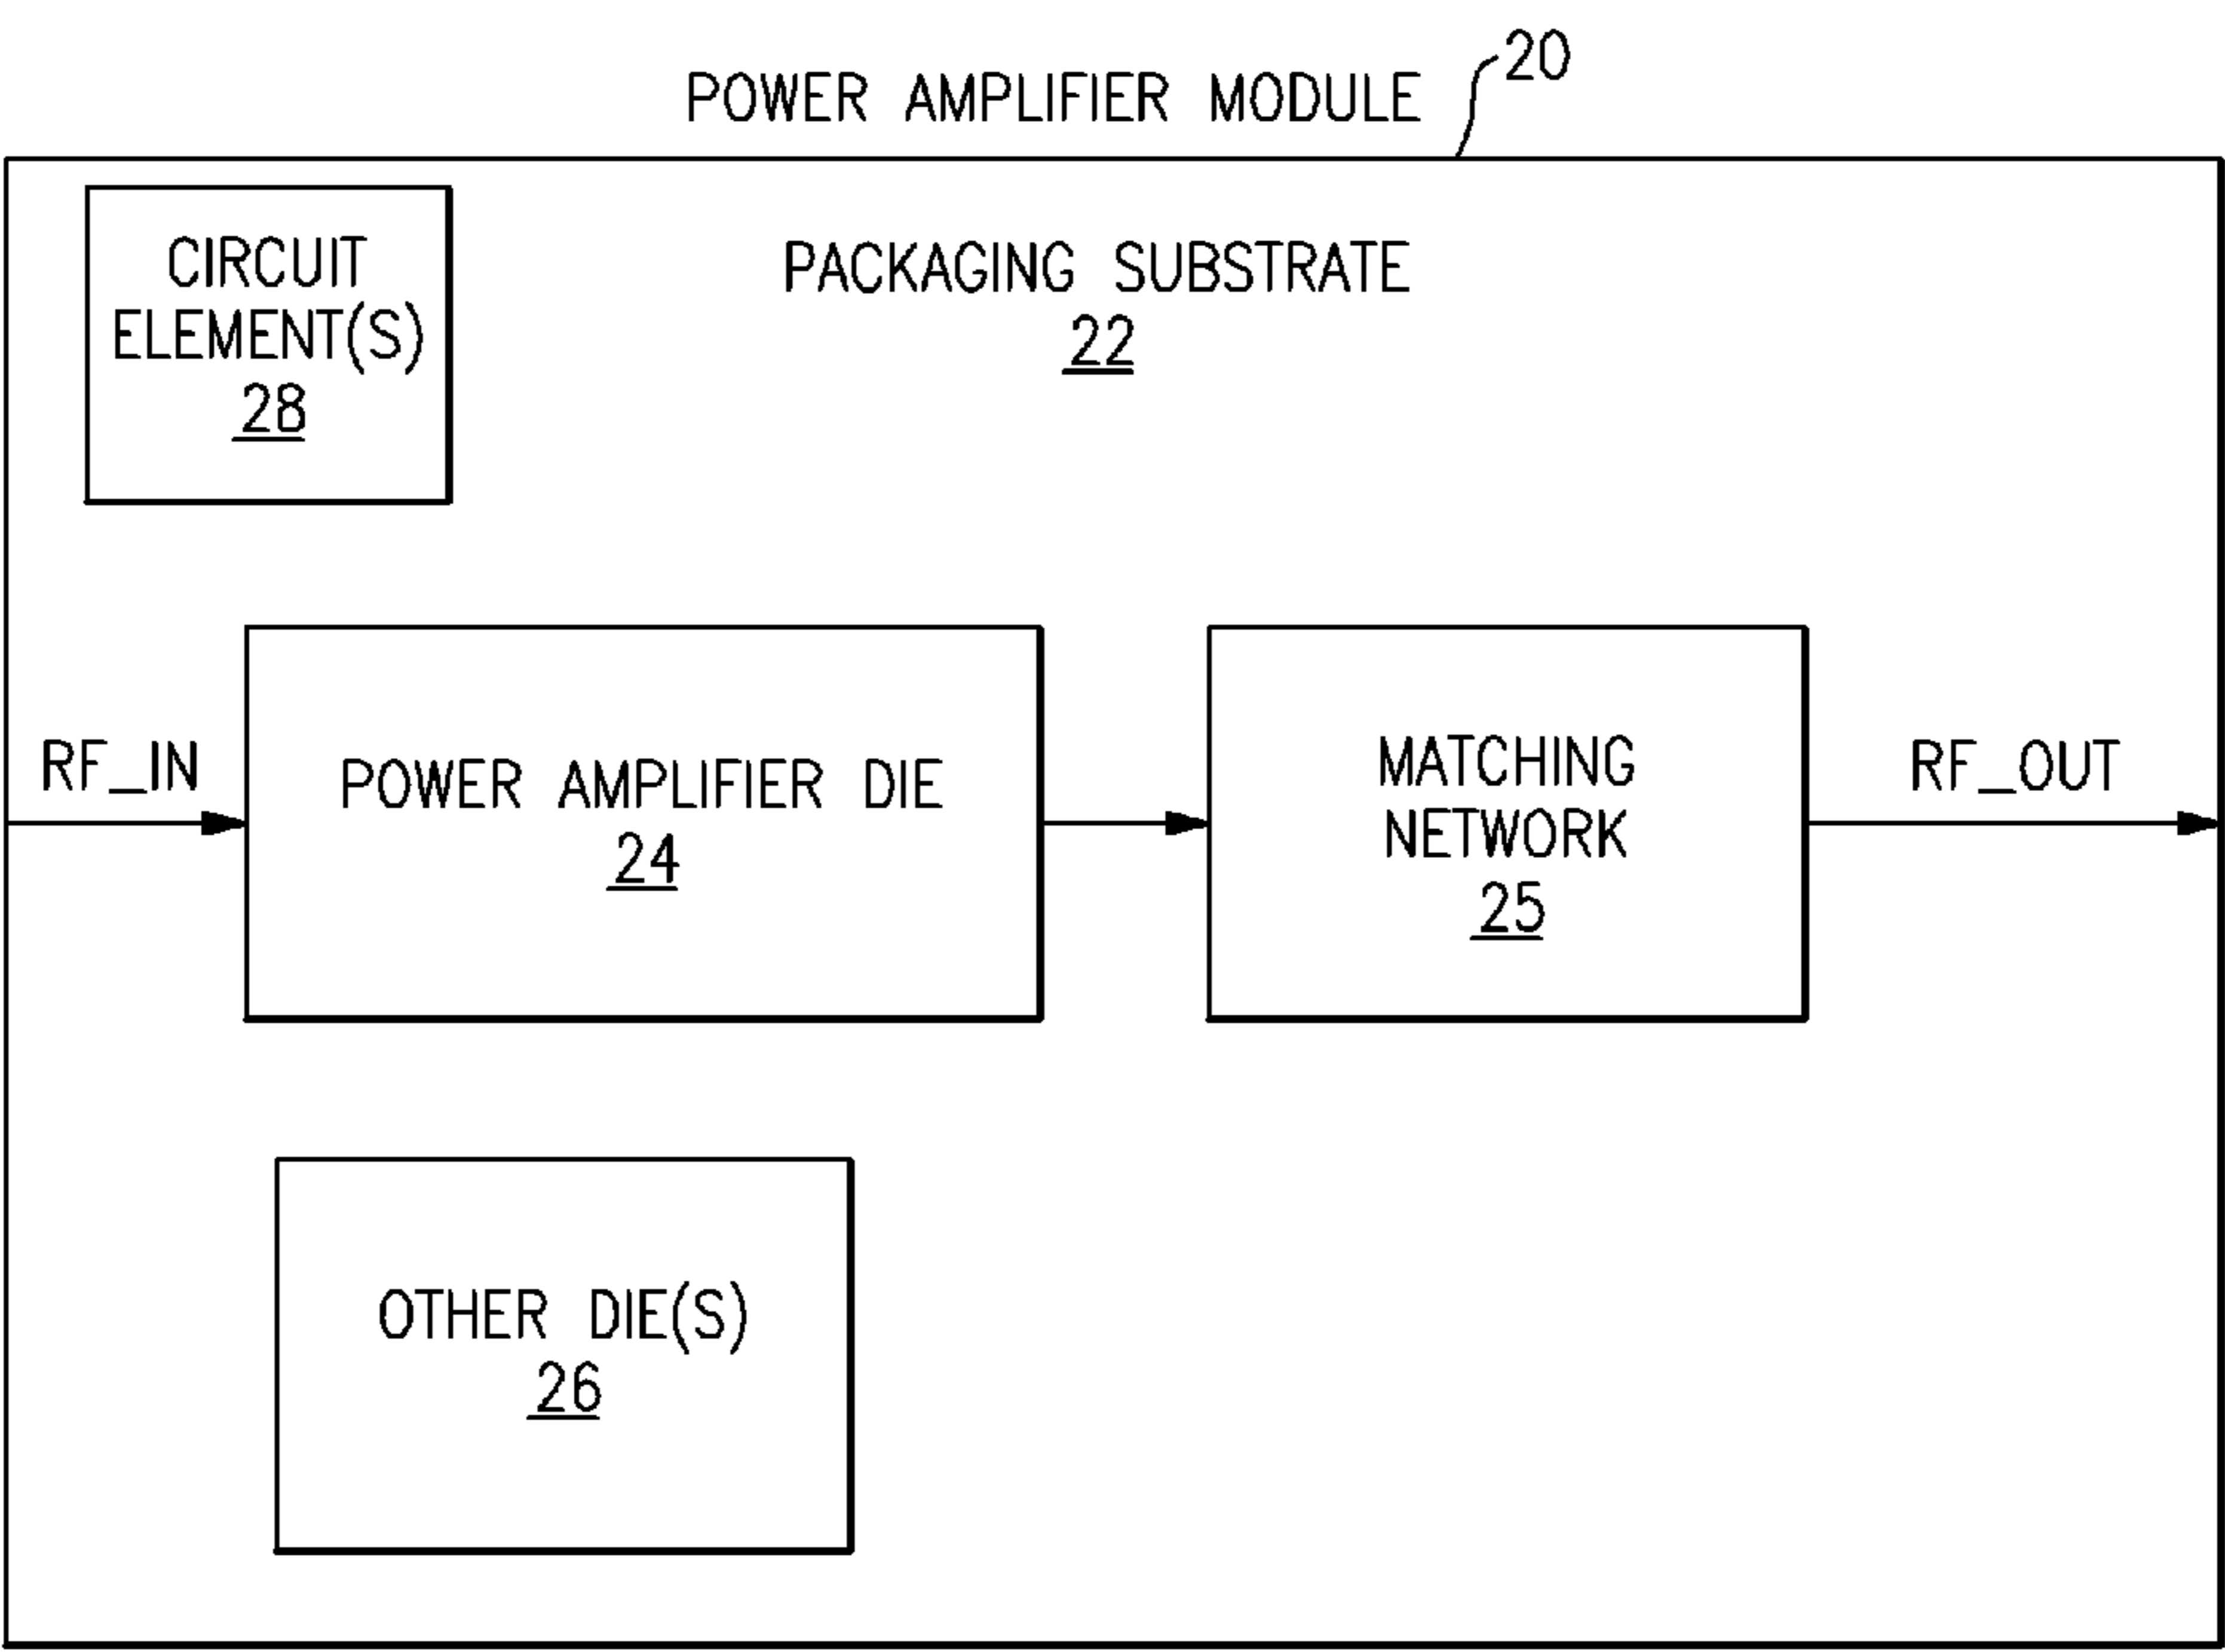 20
POWER AMPLIFIER MODULE
CIRCUIT
ELEMENT(S)
28
PACKAGING SUBSTRATE
22
RF_IN
POWER AMPLIFIER DIE
24
MATCHING
NETWORK
25
RF_OUT
OTHER DIE(S)
26